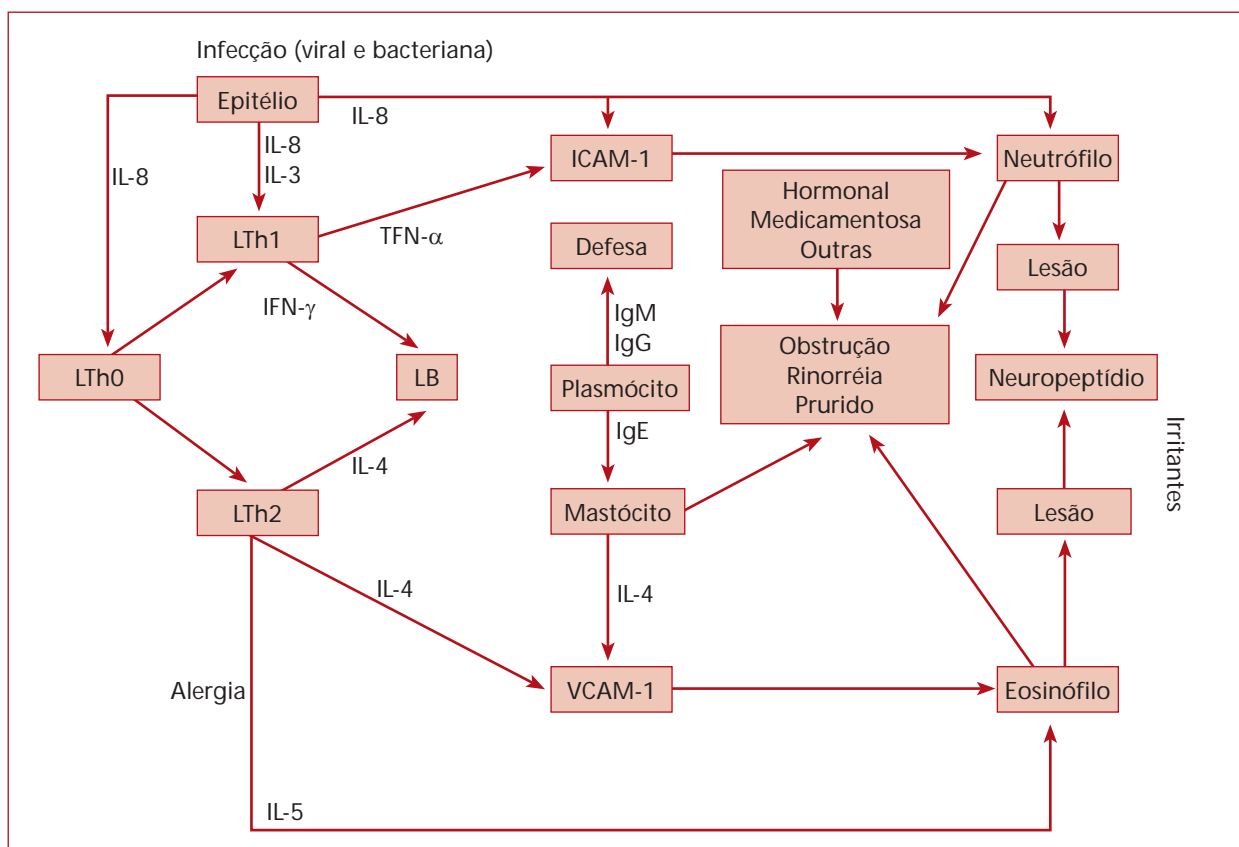 Infecção (viral e bacteriana)
Epitélio
IL-8
IL-8
IL-3
IL-8
ICAM-1
Neutrófilo
Hormonal
Medicamentosa
Outras
LTh1
TFN-α
Defesa
Lesão
IFN-γ
IgM
IgG
LTh0
LB
Plasmócito
Obstrução
Rinorréia
Prurido
Neuropeptídio
IgE
IL-4
Irritantes
LTh2
Mastócito
Lesão
IL-4
IL-4
Alergia
VCAM-1
Eosinófilo
IL-5